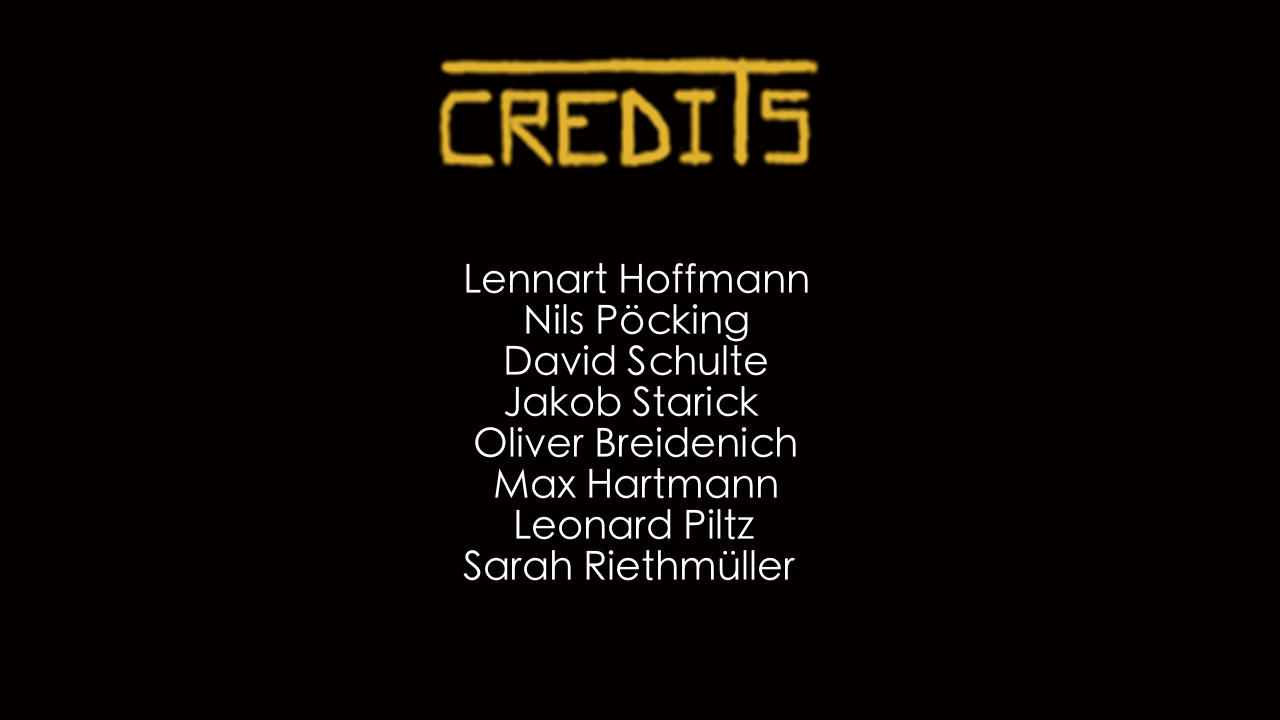 CREDITS
Lennart Hoffmann
Nils Pöcking
David Schulte
Jakob Starick
Oliver Breidenich
Max Hartmann
Leonard Piltz
Sarah Riethmüller